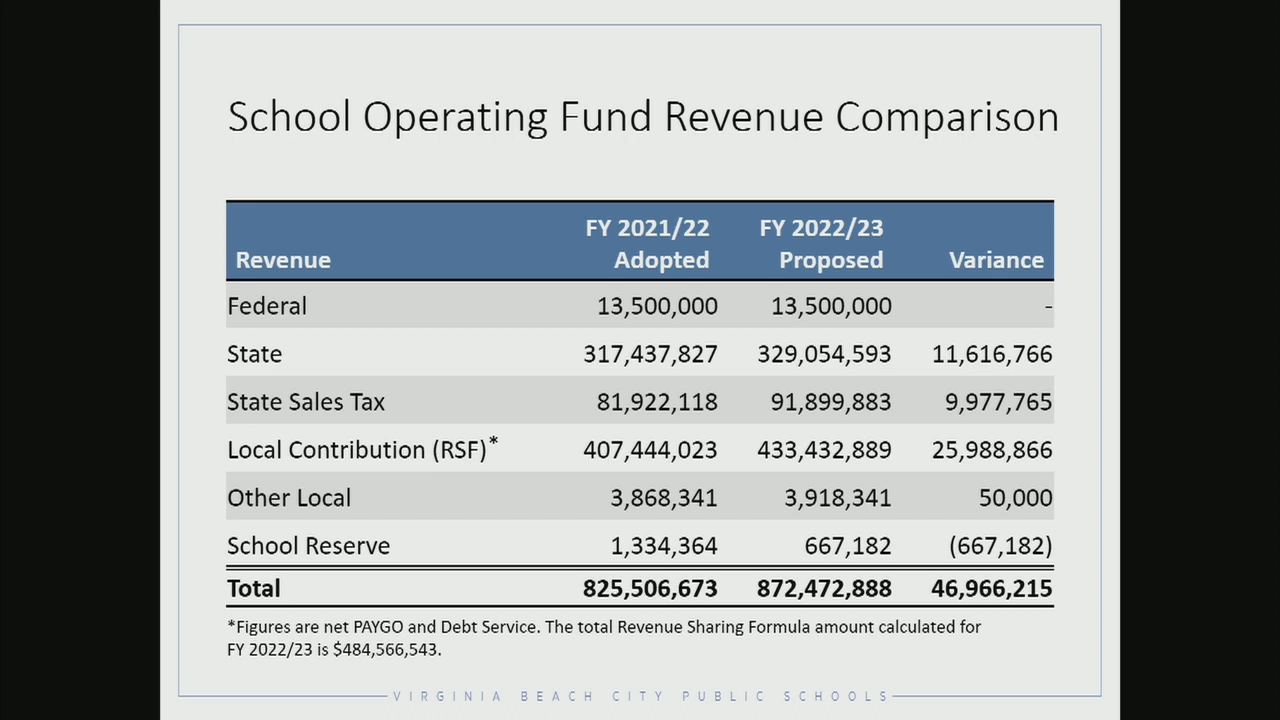 School Operating Fund Revenue Comparison
FY 2021/22 FY 2022/23
Revenue Adopted Proposed Variance
Federal 13,500,000 13,500,000 -
State 317,437,827 329,054,593 11,616,766
State Sales Tax 81,922,118 91,899,883 9,977,765
Local Contribution (RSF)* 407,444,023 433,432,889 25,988,866
Other Local 3,868,341 3,918,341 50,000
School Reserve 1,334,364 667,182 (667,182)
Total 825,506,673 872,472,888 46,966,215
*Figures are net PAYGO and Debt Service. The total Revenue Sharing Formula amount calculated for
FY 2022/23 is $484,566,543.
VIRGINIA BEACH CITY PUBLIC SCHOOLS